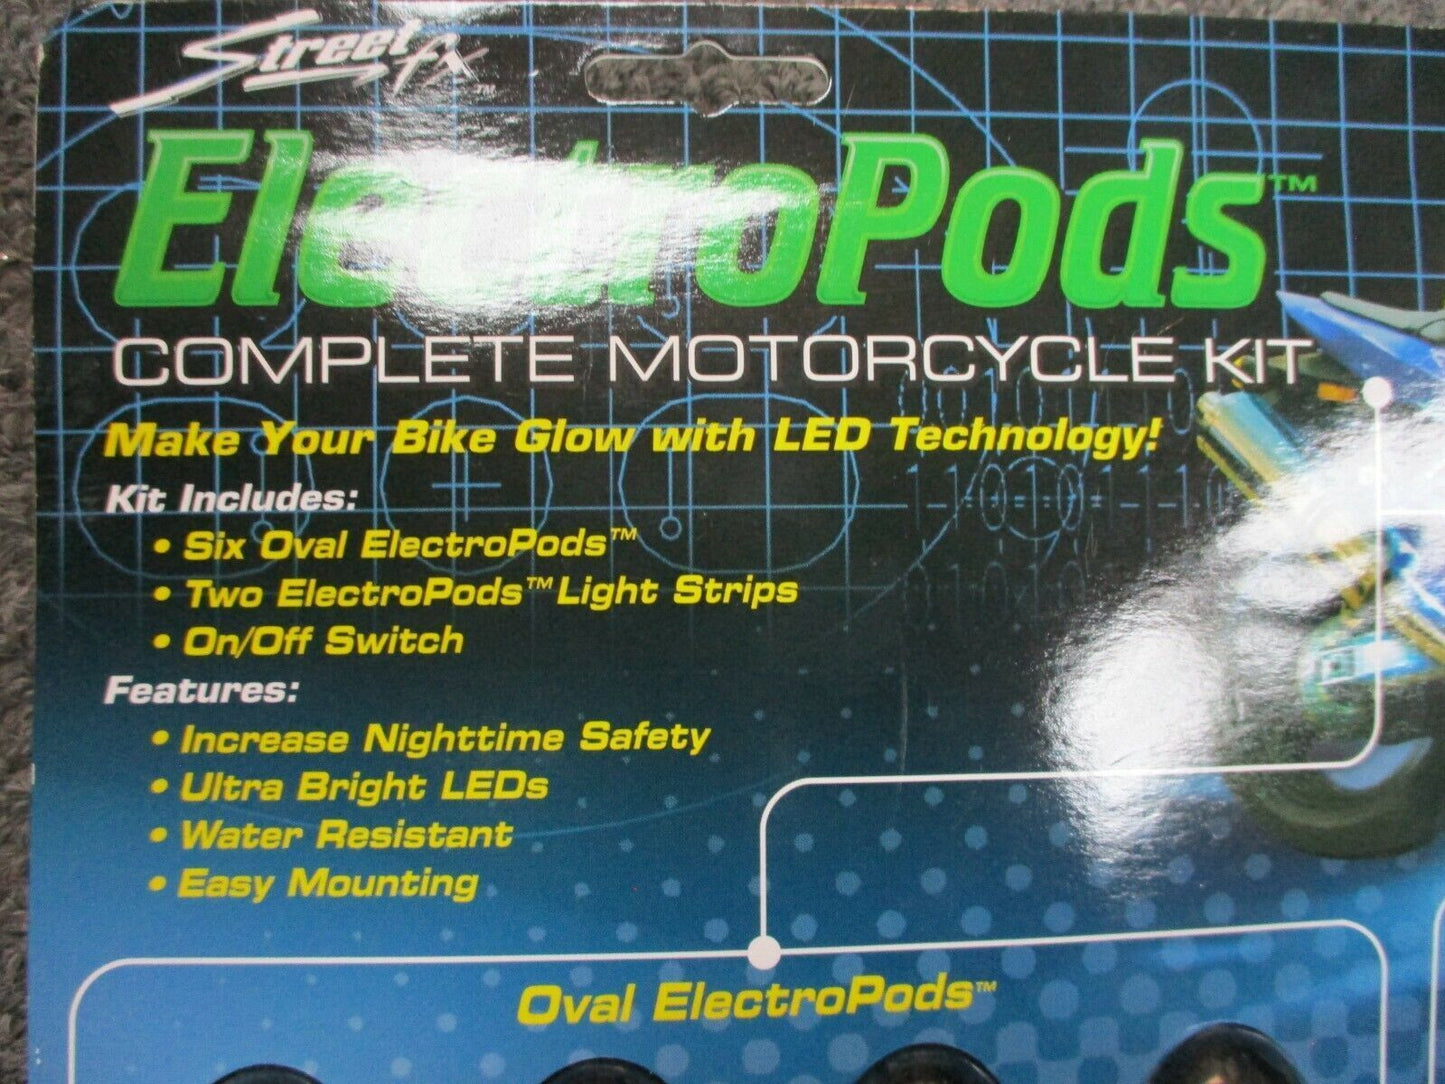 Street fx ™
ElectroPods™
COMPLETE MOTORCYCLE KIT
Make Your Bike Glow with LED Technology!
Kit Includes:
• Six Oval ElectroPods™
• Two ElectroPods™ Light Strips
• On/Off Switch
Features:
• Increase Nighttime Safety
• Ultra Bright LEDs
• Water Resistant
• Easy Mounting
Oval ElectroPods™